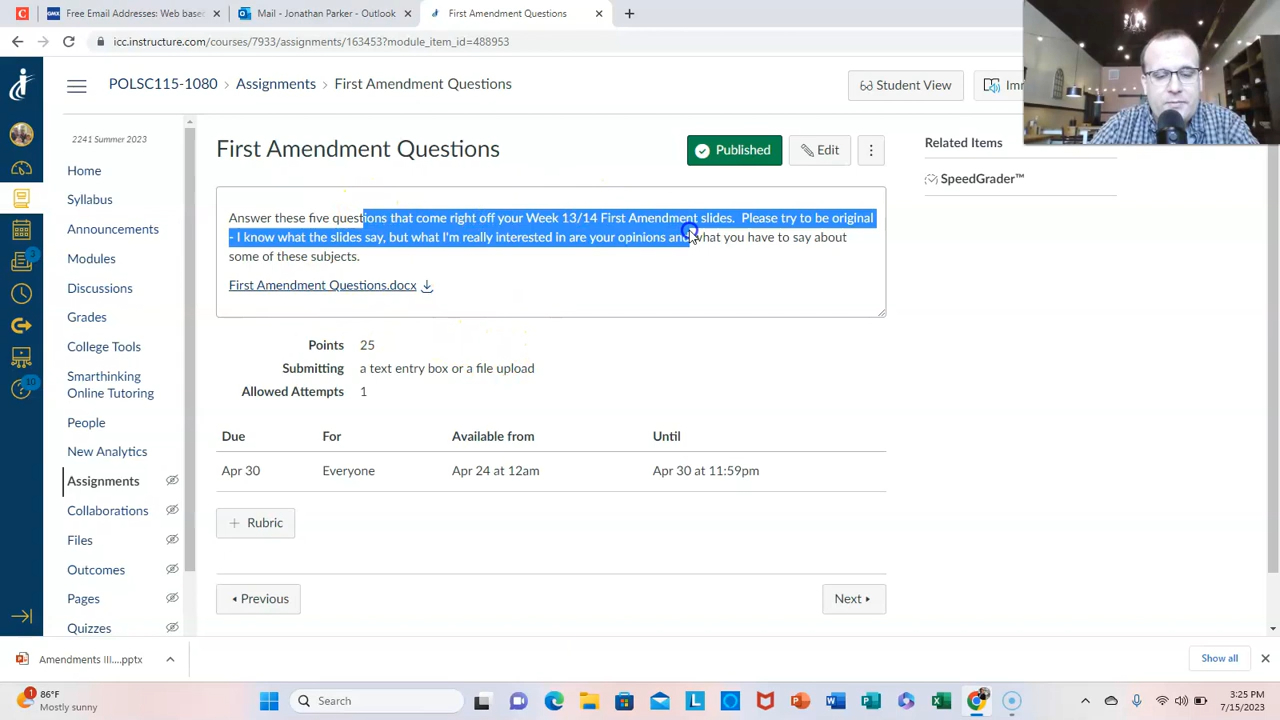 Free Email Addresses: Web base
Mail - Jonathan Parker - Outlook
First Amendment Questions
icc.instructure.com/courses/7933/assignments/163453?module_item_id=488953
POLSC115-1080 > Assignments > First Amendment Questions
Student View
2241 Summer 2023
Home
Syllabus
Announcements
Modules
Discussions
Grades
College Tools
Smarthinking
Online Tutoring
People
New Analytics
Assignments
Collaborations
Files
Outcomes
Pages
Quizzes
First Amendment Questions
Published
Edit
Answer these five questions that come right off your Week 13/14 First Amendment slides. Please try to be original
- I know what the slides say, but what I'm really interested in are your opinions and what you have to say about
some of these subjects.
First Amendment Questions.docx
Points 25
Submitting a text entry box or a file upload
Allowed Attempts 1
Due For Available from Until
Apr 30 Everyone Apr 24 at 12am Apr 30 at 11:59pm
+ Rubric
Previous
Next
Related Items
SpeedGrader™
Amendments III....pptx
Show all
86°F
Mostly sunny
Search
3:25 PM
7/15/2023